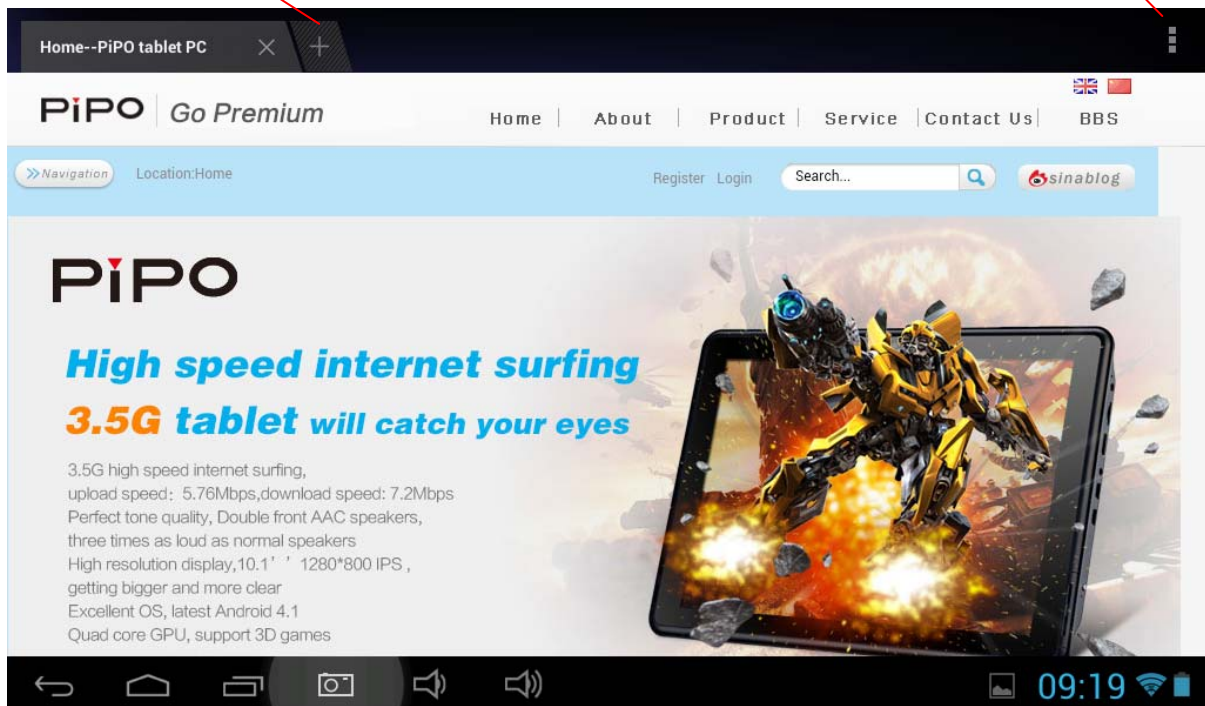 Home--PiPO tablet PC
PiPO Go Premium
Home About Product Service Contact Us BBS
Navigation Location:Home Register Login Search... sinablog
PiPO
High speed internet surfing
3.5G tablet will catch your eyes
3.5G high speed internet surfing,
upload speed：5.76Mbps,download speed: 7.2Mbps
Perfect tone quality, Double front AAC speakers,
three times as loud as normal speakers
High resolution display,10.1’ ’ 1280*800 IPS ,
getting bigger and more clear
Excellent OS, latest Android 4.1
Quad core GPU, support 3D games
09:19